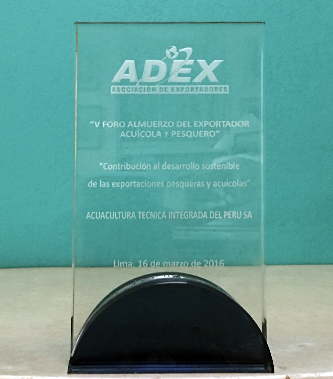 ADEX
ASOCIACIÓN DE EXPORTADORES
"V FORO ALMUERZO DEL EXPORTADOR
ACUÍCOLA Y PESQUERO"
"Contribución al desarrollo sostenible
de las exportaciones pesqueras y acuícolas"
ACUACULTURA TECNICA INTEGRADA DEL PERU SA
Lima, 16 de marzo de 2016